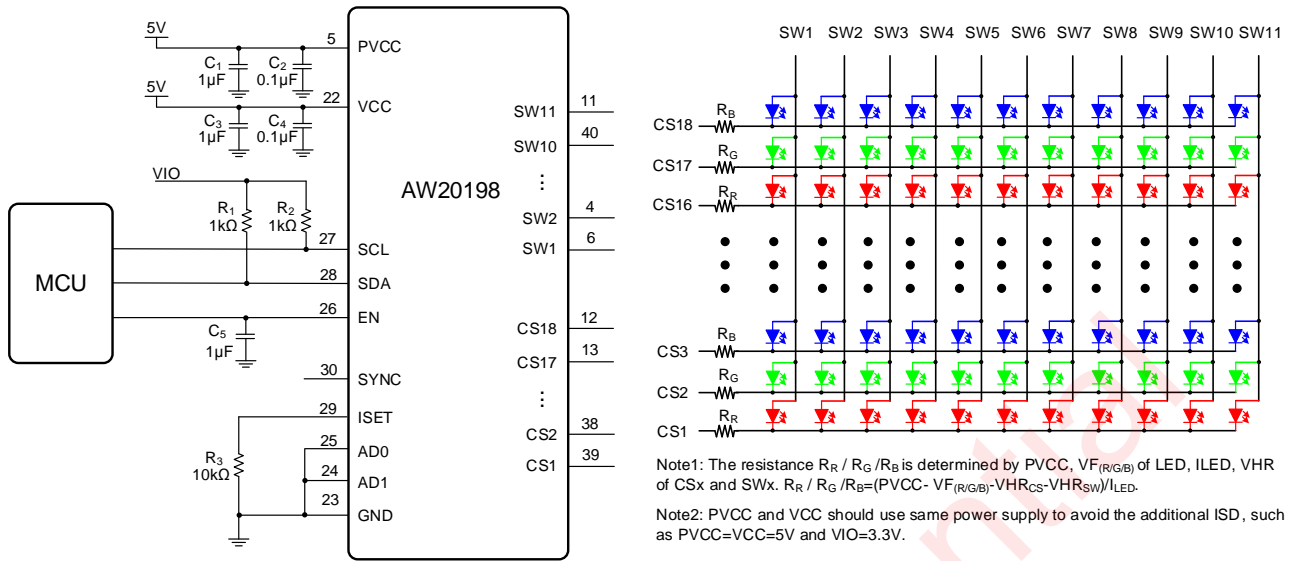 5V
5
PVCC
C1
1µF
C2
0.1µF
5V
22
VCC
C3
1µF
C4
0.1µF
VIO
R1
1kΩ
R2
1kΩ
MCU
27
SCL
28
SDA
26
EN
C5
1µF
30
SYNC
29
ISET
R3
10kΩ
25
AD0
24
AD1
23
GND
AW20198
SW11
11
SW10
40
SW2
4
SW1
6
CS18
12
CS17
13
CS2
38
CS1
39
SW1 SW2 SW3 SW4 SW5 SW6 SW7 SW8 SW9 SW10 SW11
CS18
RB
CS17
RG
CS16
RR
CS3
RB
CS2
RG
CS1
RR
Note1: The resistance RR / RG /RB is determined by PVCC, VF(R/G/B) of LED, ILED, VHR
of CSx and SWx. RR / RG /RB=(PVCC- VF(R/G/B)-VHRCS-VHRSW)/ILED.
Note2: PVCC and VCC should use same power supply to avoid the additional ISD, such
as PVCC=VCC=5V and VIO=3.3V.
ntial